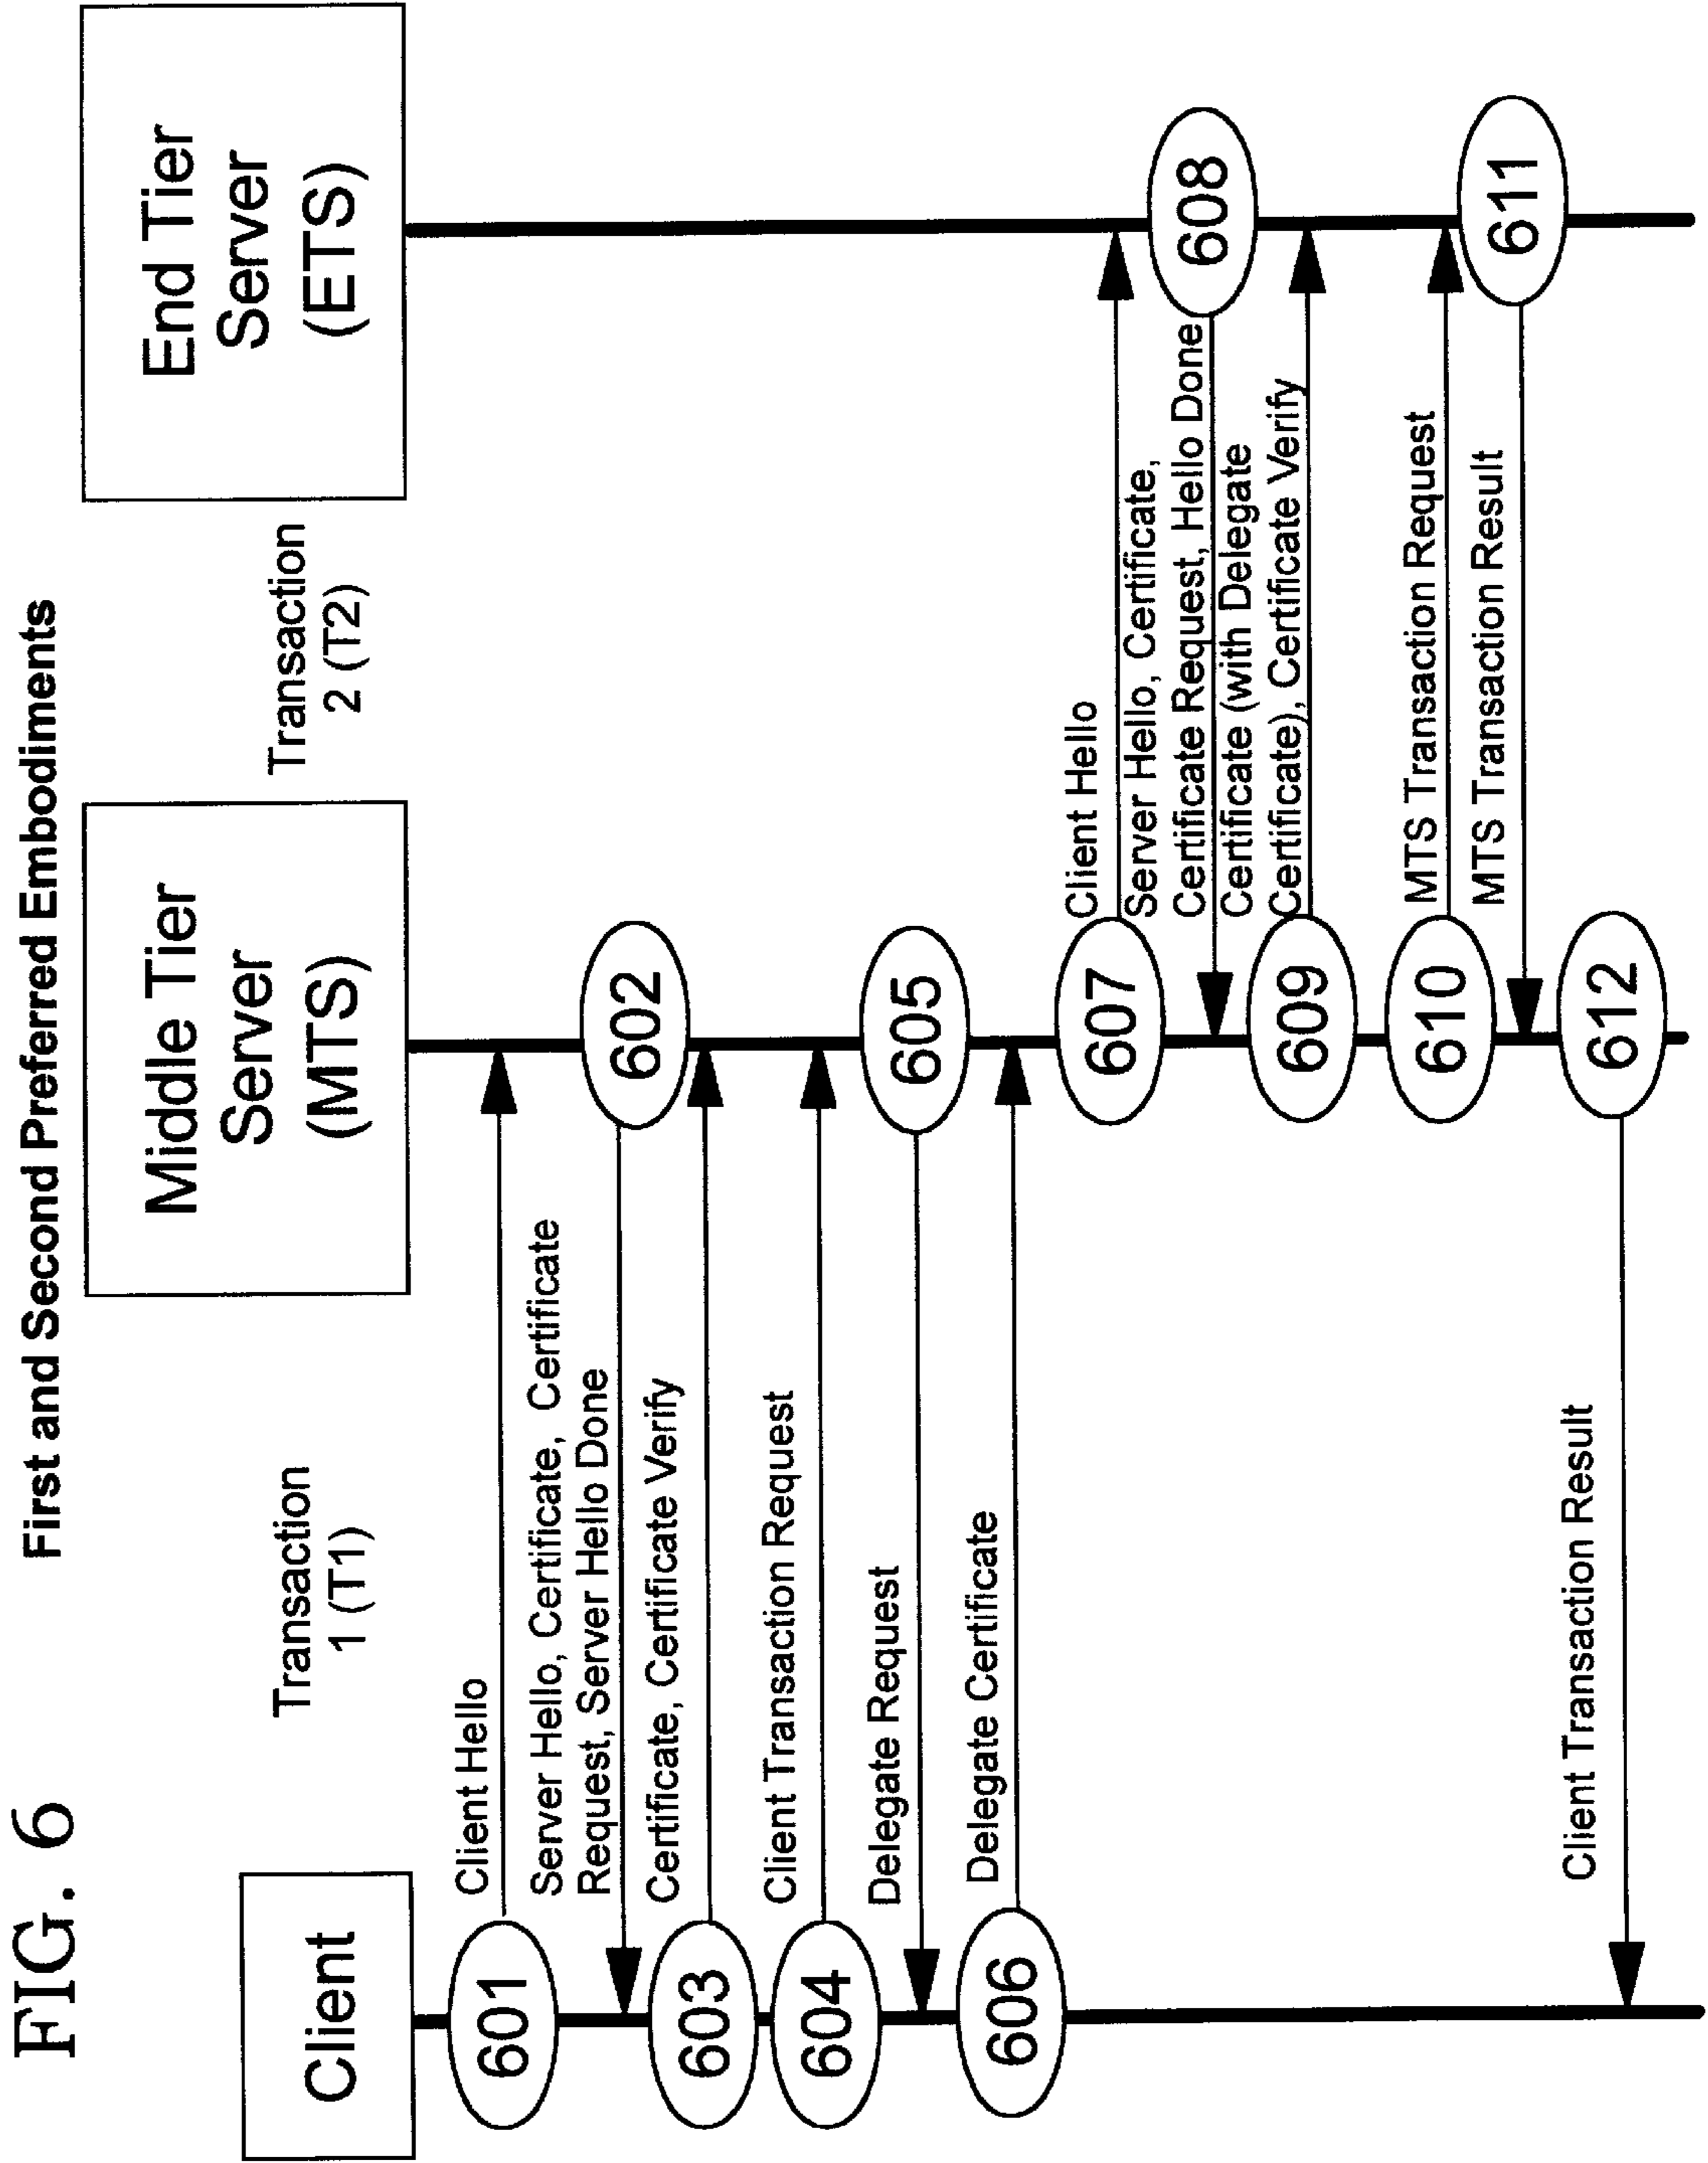 FIG. 6
First and Second Preferred Embodiments
Client
Transaction
1 (T1)
Middle Tier
Server
(MTS)
Transaction
2 (T2)
End Tier
Server
(ETS)
601
Client Hello
Server Hello, Certificate, Certificate
Request, Server Hello Done
602
603
Certificate, Certificate Verify
604
Client Transaction Request
Delegate Request
605
606
Delegate Certificate
607
Client Hello
Server Hello, Certificate,
Certificate Request, Hello Done
608
Certificate (with Delegate
Certificate), Certificate Verify
609
610
MTS Transaction Request
MTS Transaction Result
611
Client Transaction Result
612